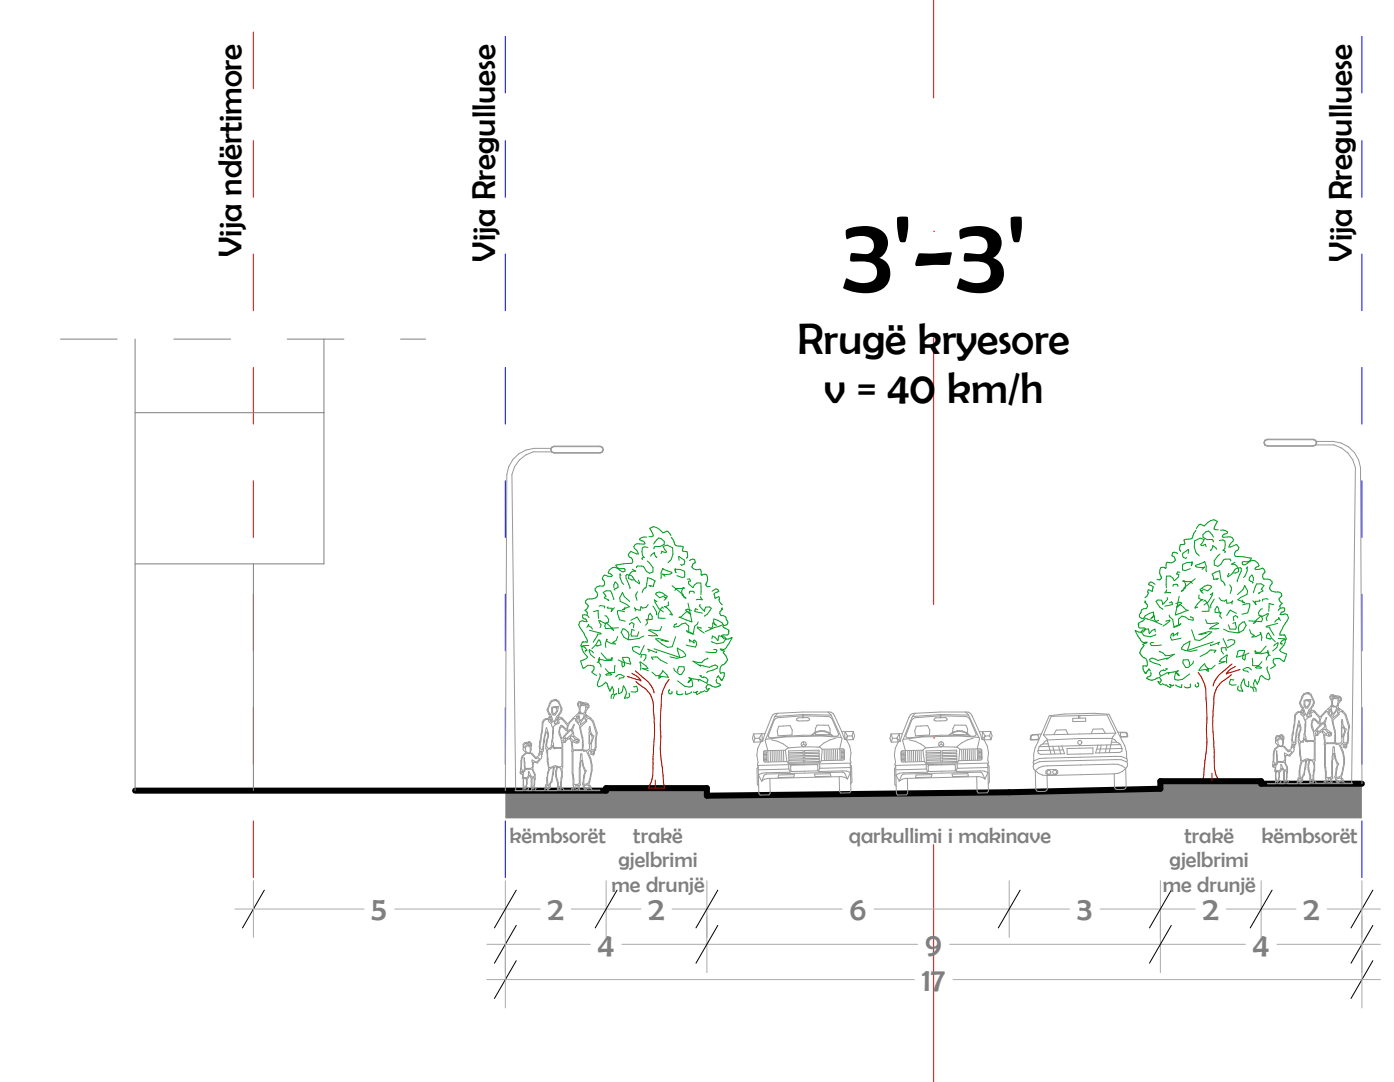 Vija ndërtimore
Vija Rregulluese
Vija Rregulluese
3'-3'
Rrugë kryesore
v = 40 km/h
këmbsorët
trakë
gjelbrimi
me drunjë
qarkullimi i makinave
trakë
gjelbrimi
me drunjë
këmbsorët
5 2 2 6 3 2 2
4 9 4
17